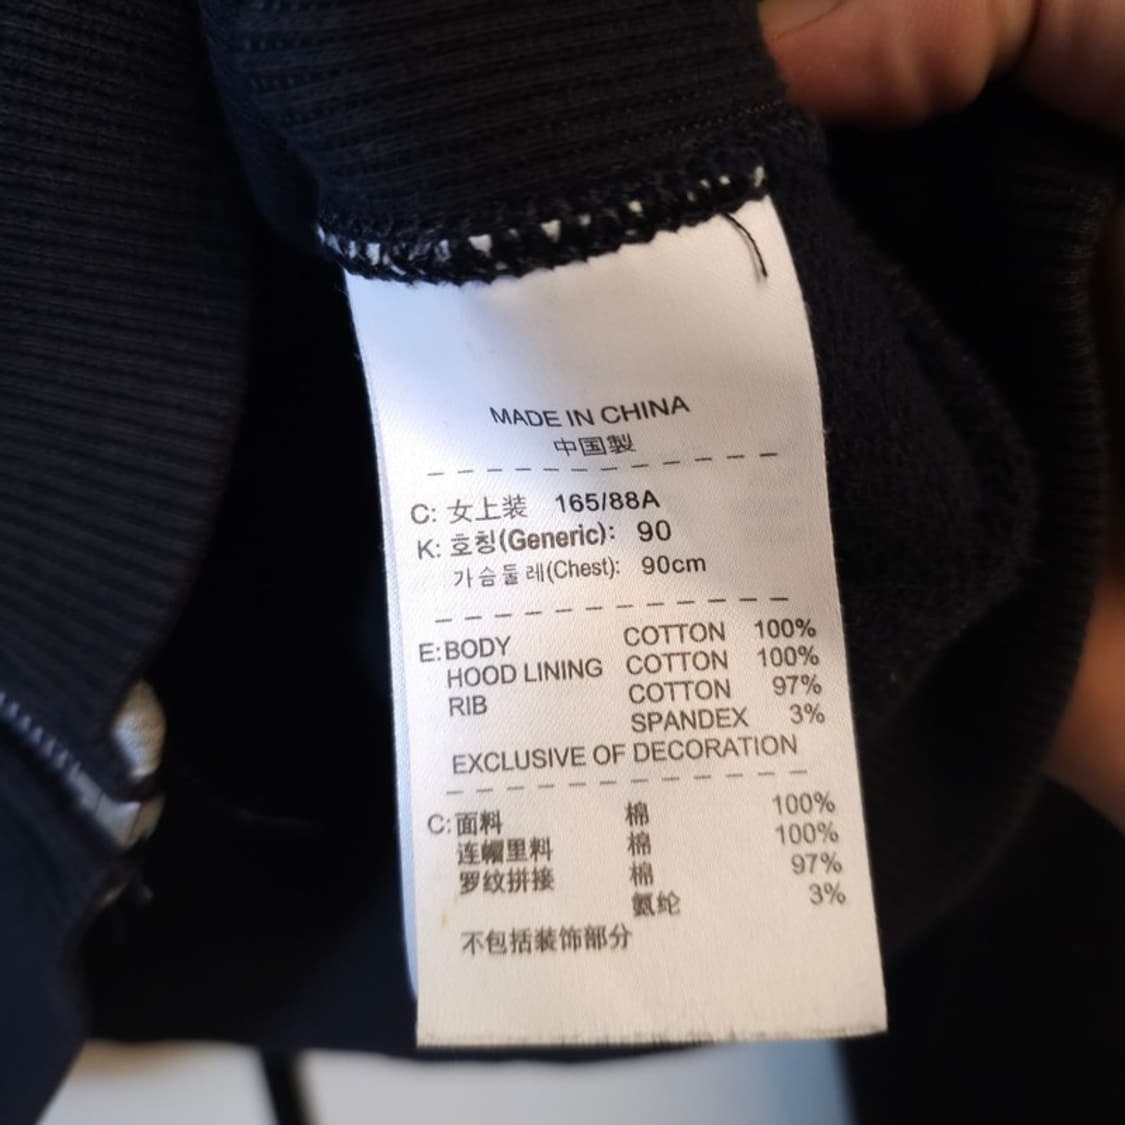 MADE IN CHINA
中国製
C: 女上装 165/88A
K: 호칭(Generic): 90
가슴둘레(Chest): 90cm
E: BODY COTTON 100%
HOOD LINING COTTON 100%
RIB COTTON 97%
SPANDEX 3%
EXCLUSIVE OF DECORATION
C: 面料 棉 100%
连帽里料 棉 100%
罗纹拼接 棉 97%
氨纶 3%
不包括装饰部分